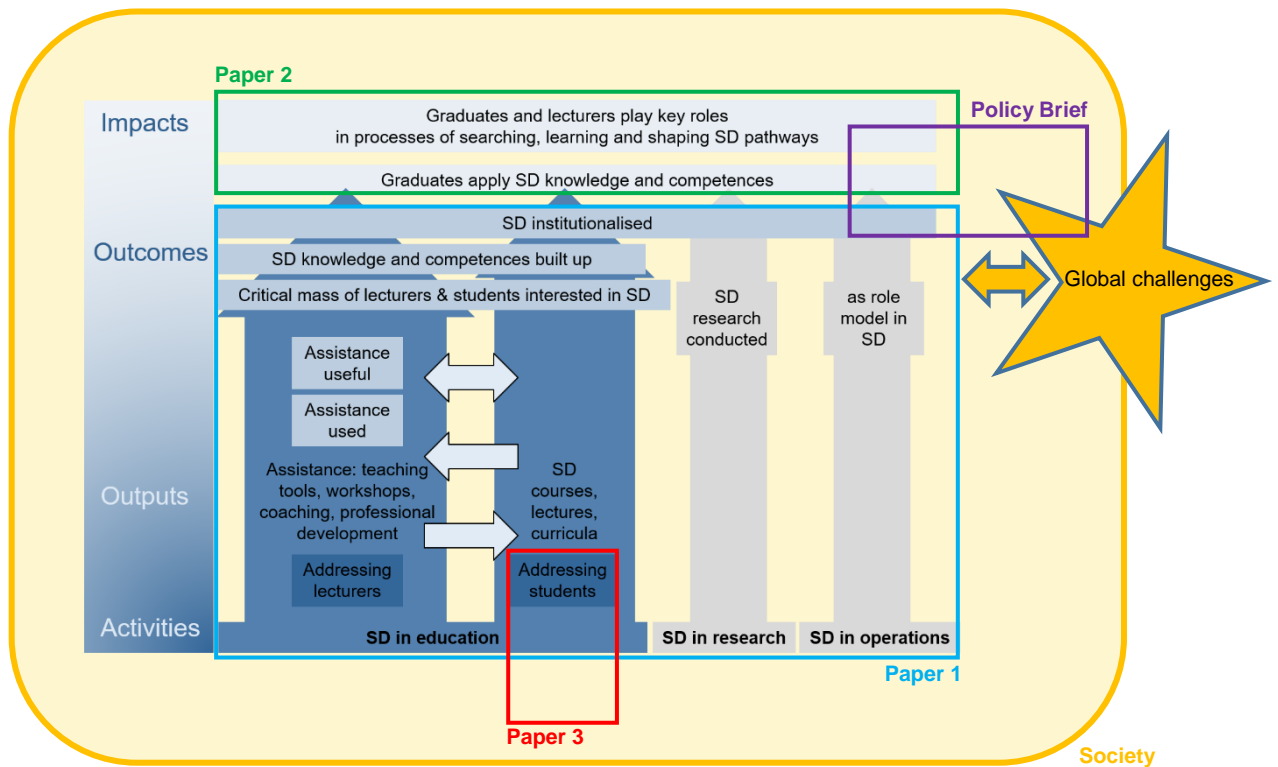 Paper 2
Policy Brief
Impacts
Graduates and lecturers play key roles
in processes of searching, learning and shaping SD pathways
Graduates apply SD knowledge and competences
SD institutionalised
Outcomes
SD knowledge and competences built up
Critical mass of lecturers & students interested in SD
Global challenges
SD
research
conducted
as role
model in
SD
Assistance
useful
Assistance
used
Outputs
Assistance: teaching
tools, workshops,
coaching, professional
development
SD
courses,
lectures,
curricula
Addressing
lecturers
Addressing
students
Activities
SD in education
SD in research
SD in operations
Paper 1
Paper 3
Society